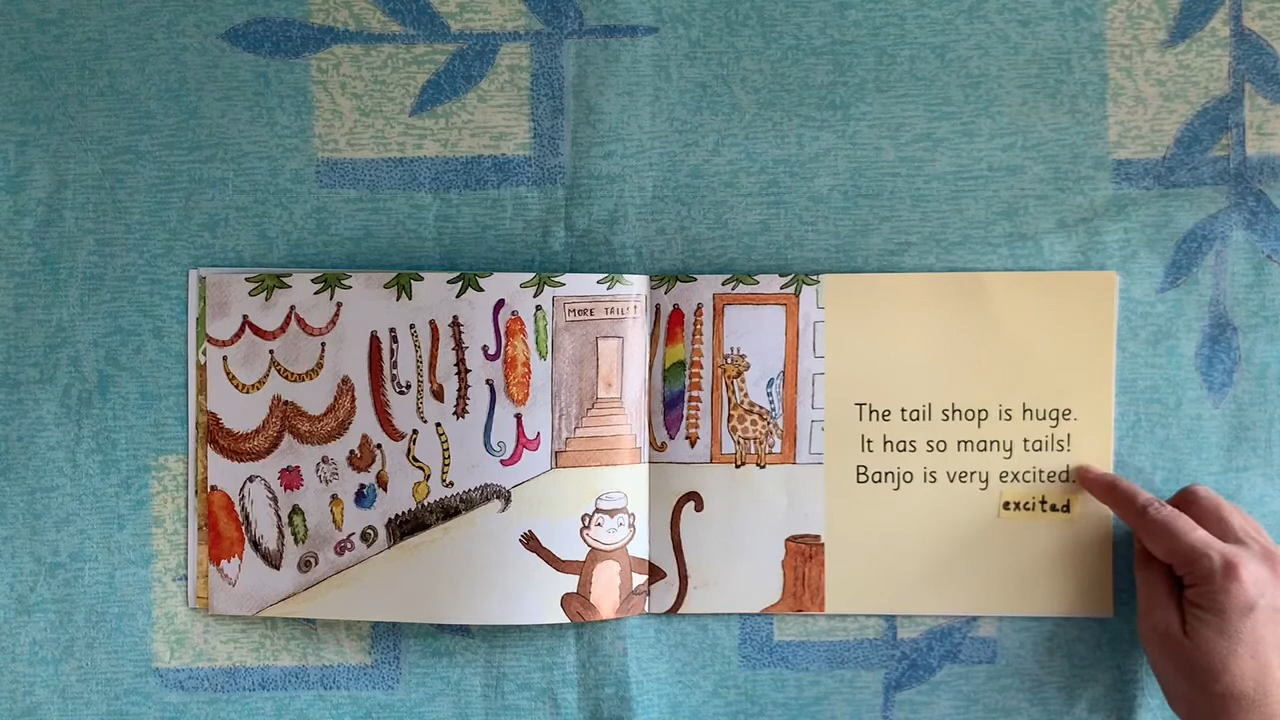 MORE TAILS!
The tail shop is huge.
It has so many tails!
Banjo is very excited.
excited